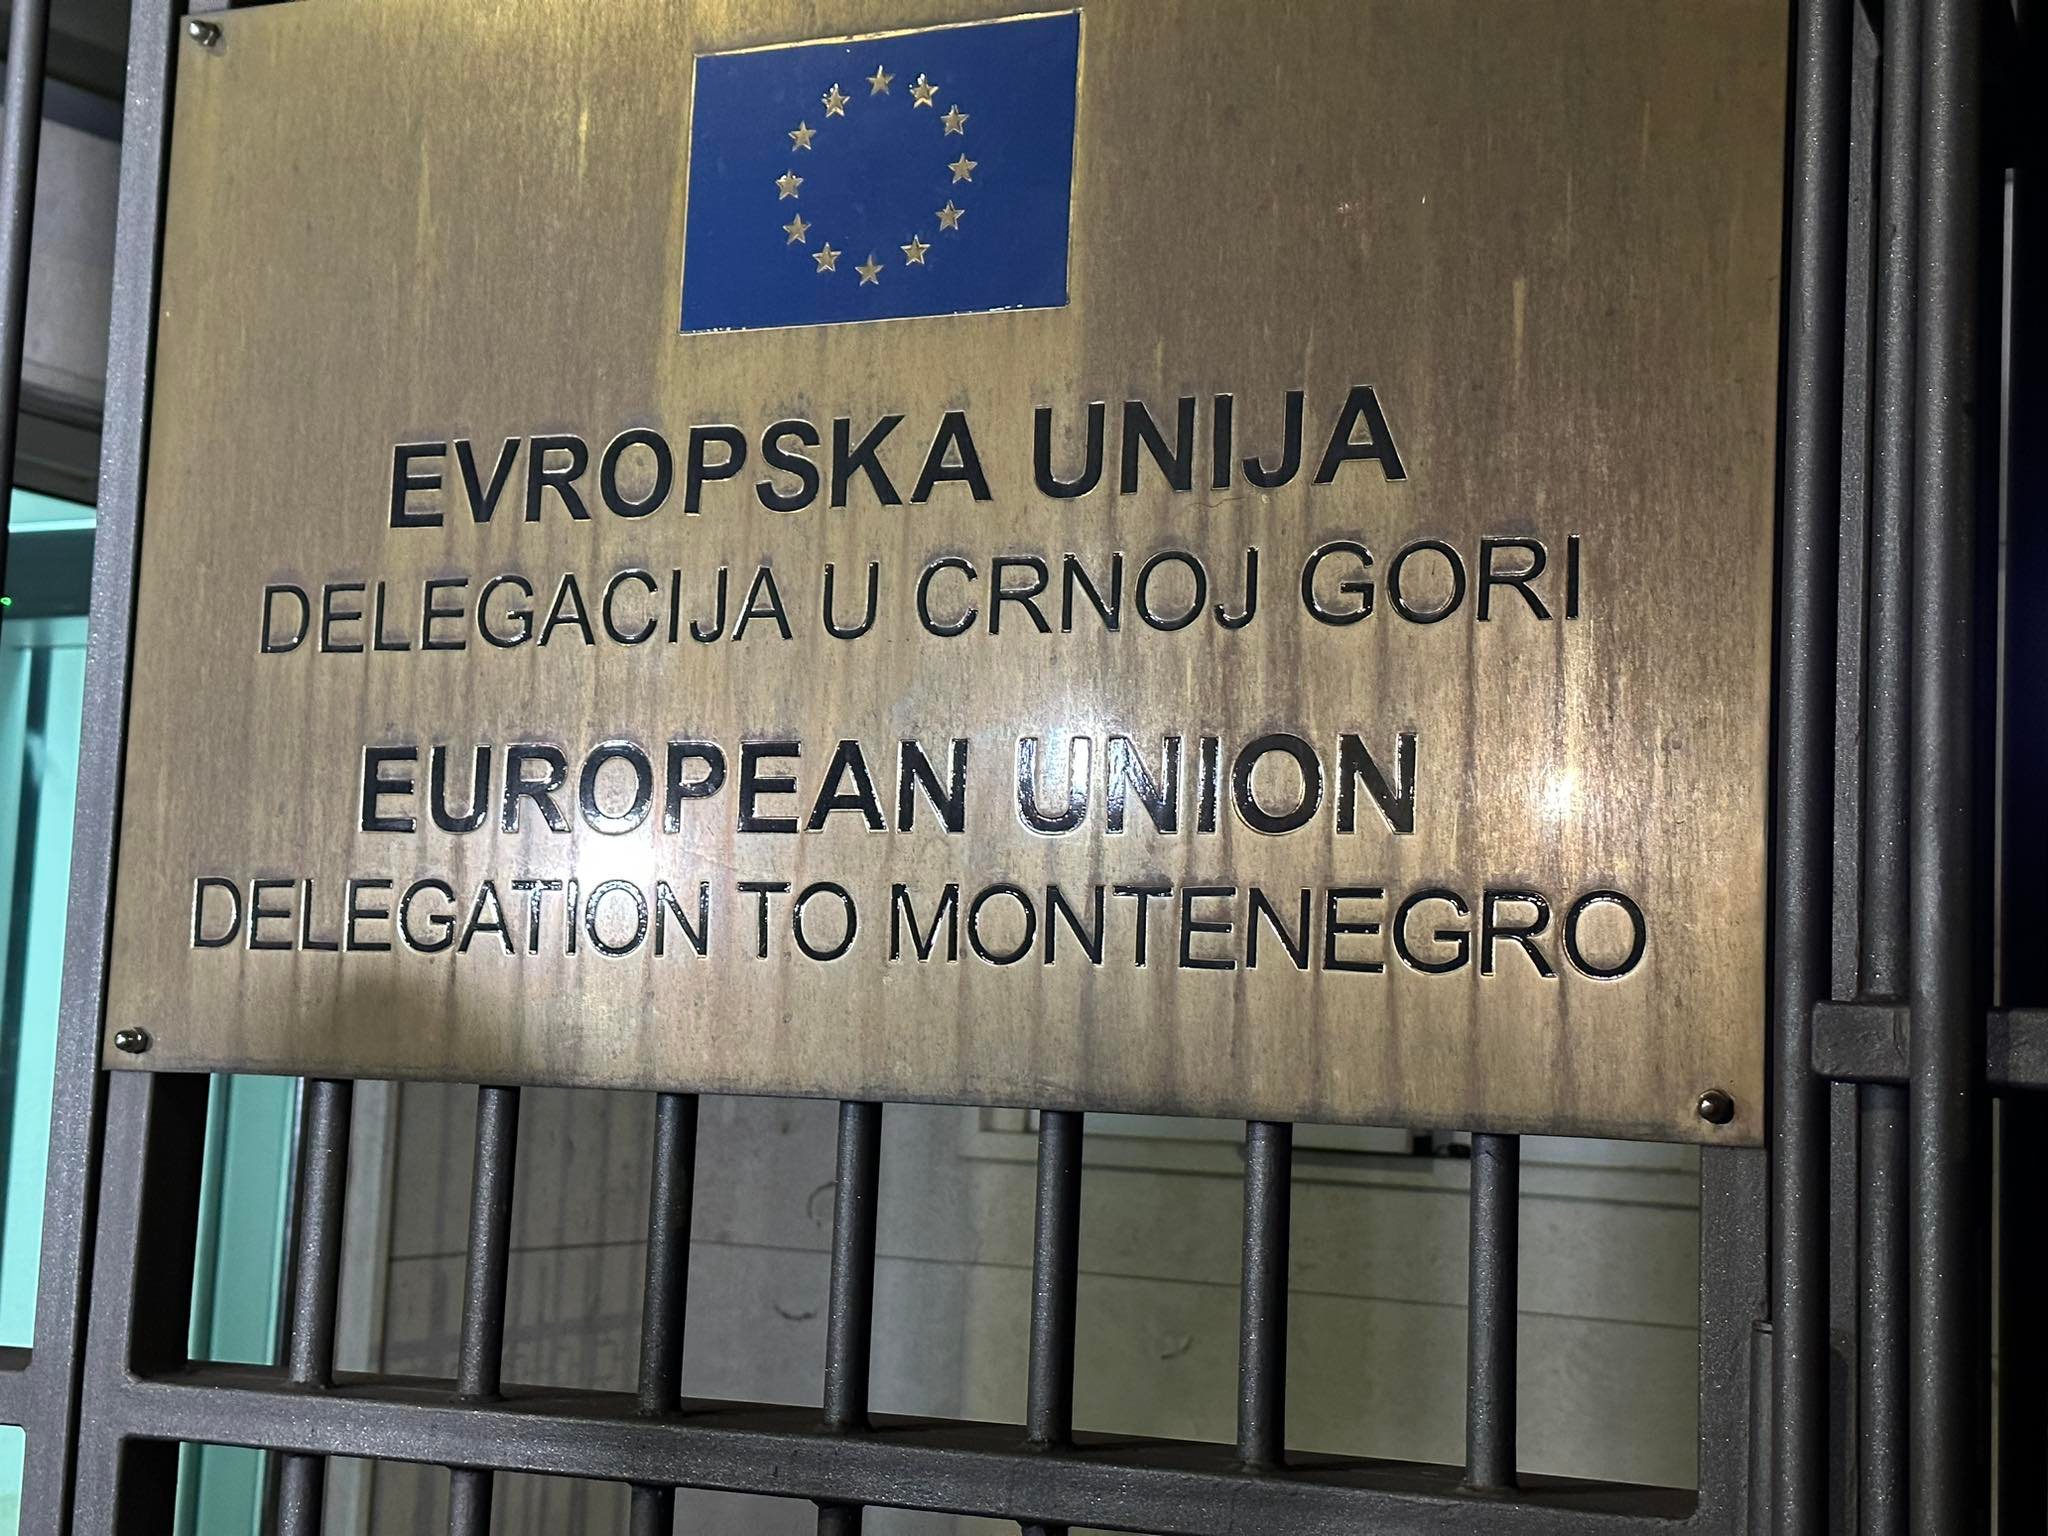 EVROPSKA UNIJA
DELEGACIJA U CRNOJ GORI
EUROPEAN UNION
DELEGATION TO MONTENEGRO